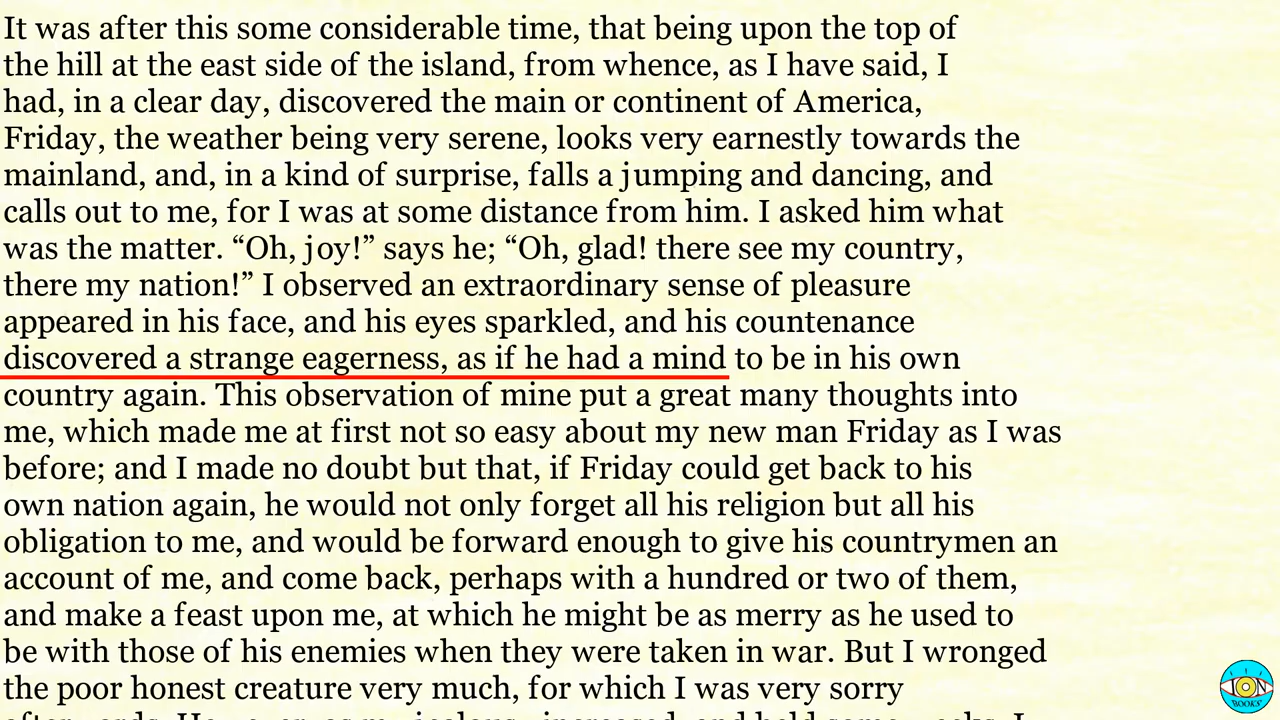 It was after this some considerable time, that being upon the top of
the hill at the east side of the island, from whence, as I have said, I
had, in a clear day, discovered the main or continent of America,
Friday, the weather being very serene, looks very earnestly towards the
mainland, and, in a kind of surprise, falls a jumping and dancing, and
calls out to me, for I was at some distance from him. I asked him what
was the matter. “Oh, joy!” says he; “Oh, glad! there see my country,
there my nation!” I observed an extraordinary sense of pleasure
appeared in his face, and his eyes sparkled, and his countenance
discovered a strange eagerness, as if he had a mind to be in his own
country again. This observation of mine put a great many thoughts into
me, which made me at first not so easy about my new man Friday as I was
before; and I made no doubt but that, if Friday could get back to his
own nation again, he would not only forget all his religion but all his
obligation to me, and would be forward enough to give his countrymen an
account of me, and come back, perhaps with a hundred or two of them,
and make a feast upon me, at which he might be as merry as he used to
be with those of his enemies when they were taken in war. But I wronged
the poor honest creature very much, for which I was very sorry
ION
BOOKS